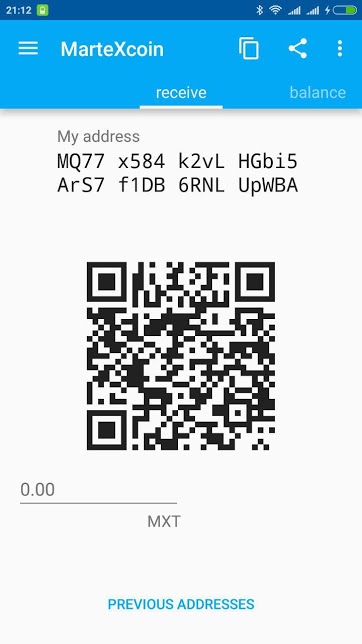 21:12
MarteXcoin
receive balance
My address
MQ77 x584 k2vL HGbi5
ArS7 f1DB 6RNL UpWBA
0.00
MXT
PREVIOUS ADDRESSES